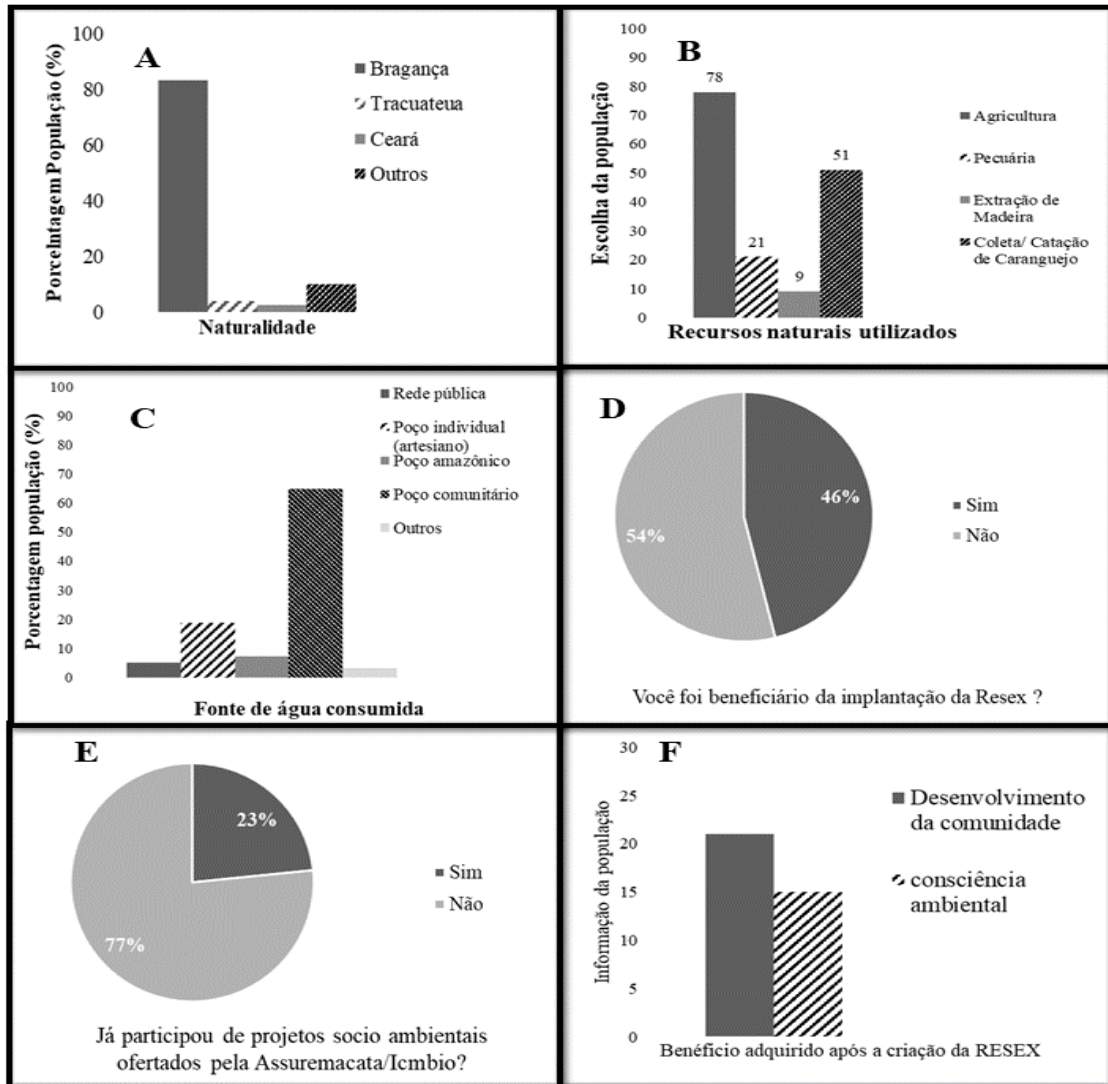 A
Porcelntagem População (%)
100
80
60
40
20
0
Bragança
Tracuateua
Ceará
Outros
Naturalidade
B
Escolha da população
100
90
80
70
60
50
40
30
20
10
0
78
21
9
51
Agricultura
Pecuária
Extração de
Madeira
Coleta/ Catação
de Caranguejo
Recursos naturais utilizados
C
Porcentagem população (%)
100
90
80
70
60
50
40
30
20
10
0
Rede pública
Poço individual
(artesiano)
Poço amazônico
Poço comunitário
Outros
Fonte de água consumida
D
46%
54%
Sim
Não
Você foi beneficiário da implantação da Resex ?
E
23%
77%
Sim
Não
Já participou de projetos socio ambientais
ofertados pela Assuremacata/Icmbio?
F
Informação da população
30
25
20
15
10
5
0
Desenvolvimento
da comunidade
consciência
ambiental
Benéficio adquirido após a criação da RESEX